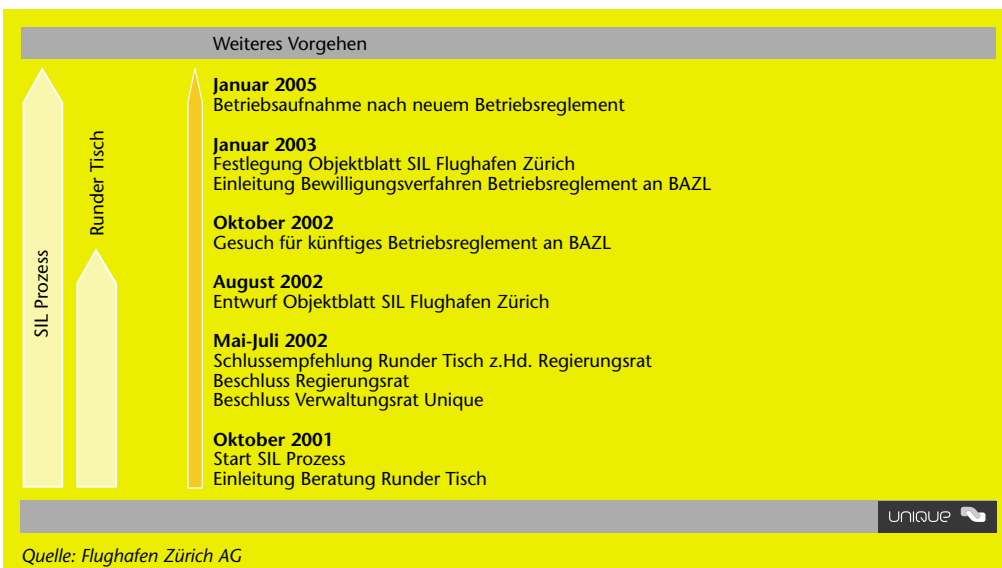 Weiteres Vorgehen
SIL Prozess
Runder Tisch
Januar 2005
Betriebsaufnahme nach neuem Betriebsreglement
Januar 2003
Festlegung Objektblatt SIL Flughafen Zürich
Einleitung Bewilligungsverfahren Betriebsreglement an BAZL
Oktober 2002
Gesuch für künftiges Betriebsreglement an BAZL
August 2002
Entwurf Objektblatt SIL Flughafen Zürich
Mai-Juli 2002
Schlussempfehlung Runder Tisch z.Hd. Regierungsrat
Beschluss Regierungsrat
Beschluss Verwaltungsrat Unique
Oktober 2001
Start SIL Prozess
Einleitung Beratung Runder Tisch
unique
Quelle: Flughafen Zürich AG